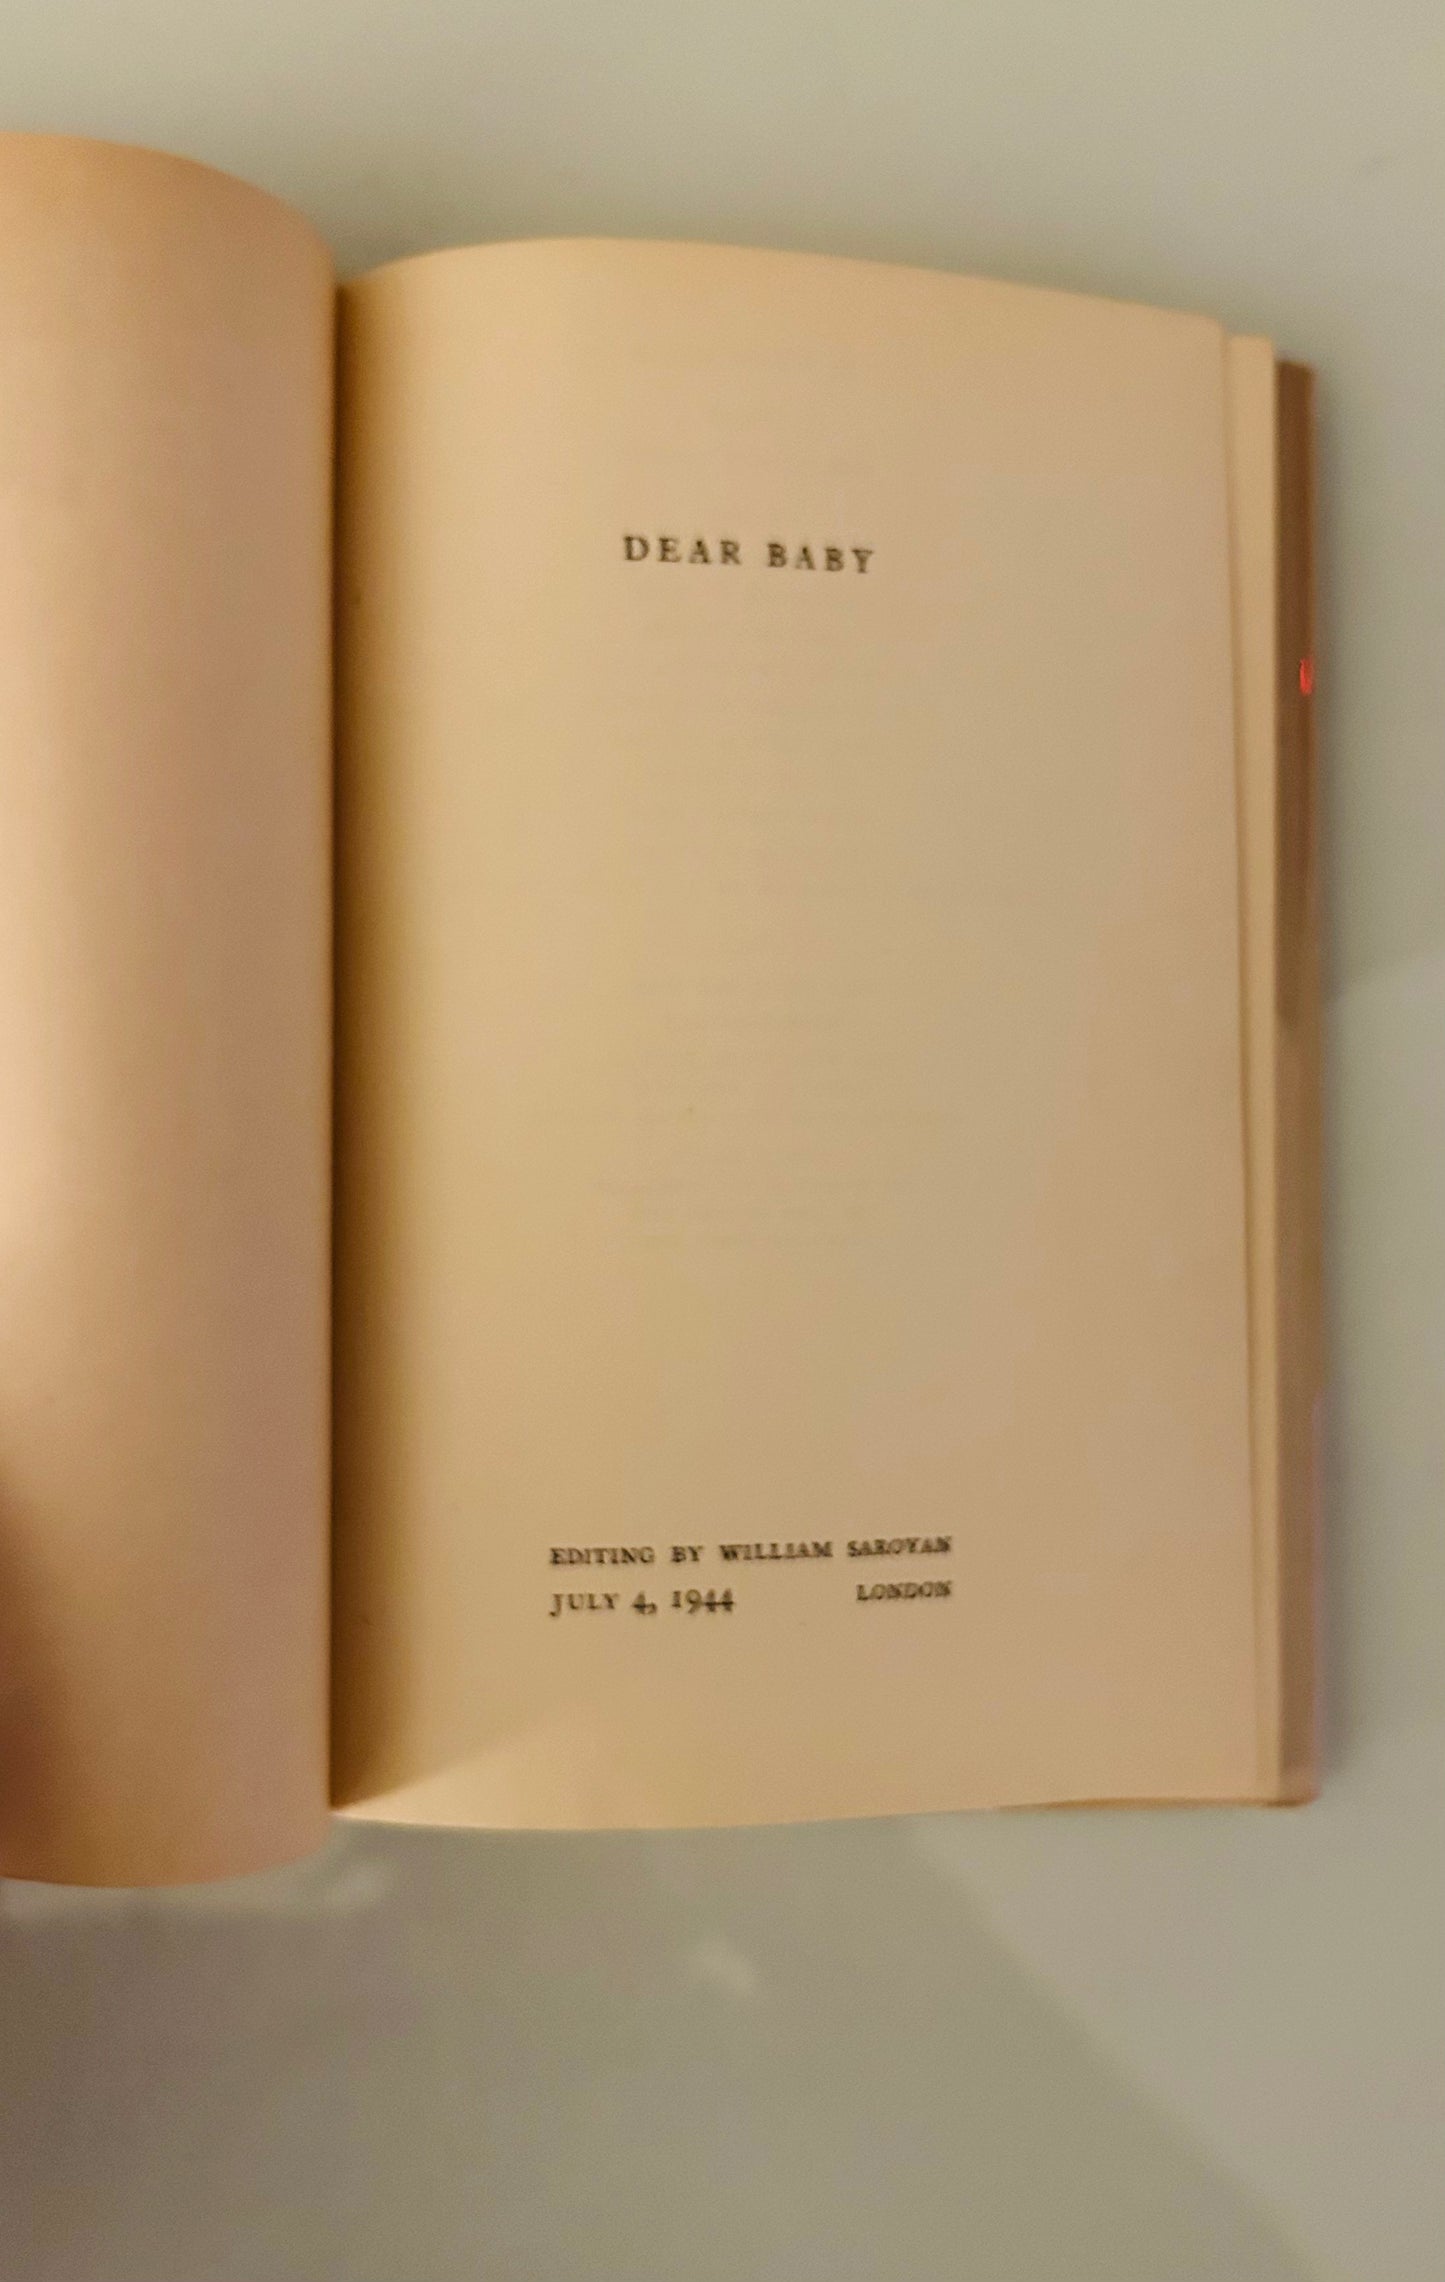 DEAR BABY
EDITING BY WILLIAM SAROYAN
JULY 4, 1944 LONDON